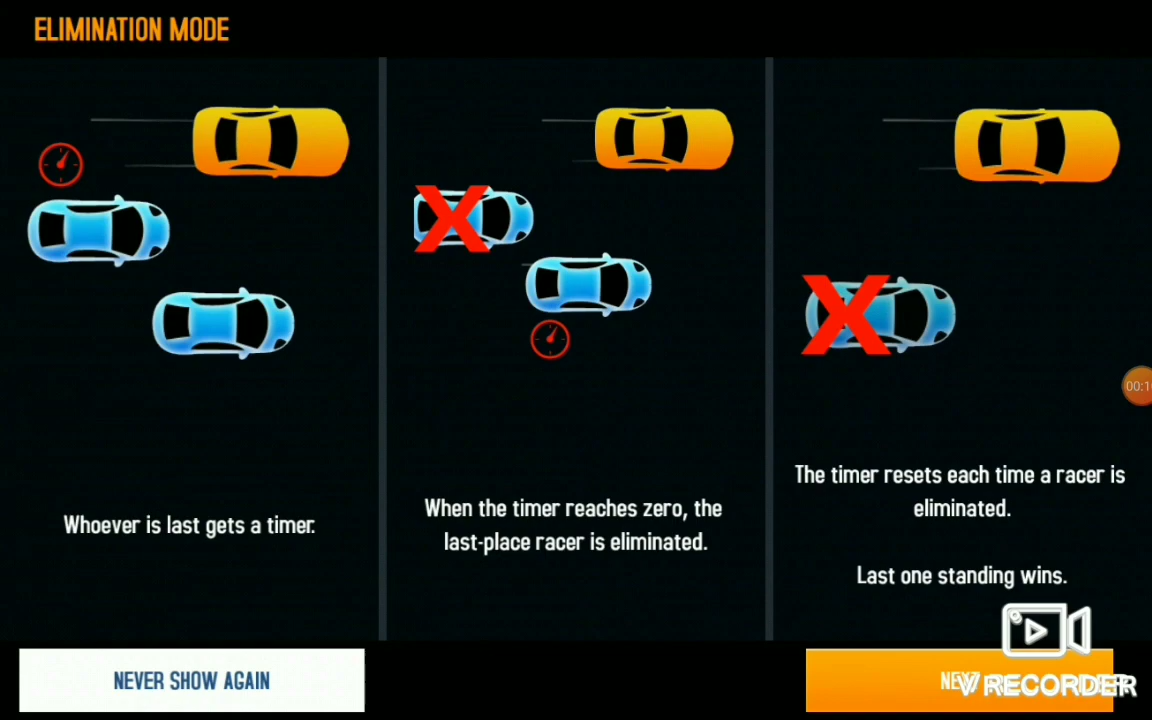 ELIMINATION MODE
Whoever is last gets a timer.
When the timer reaches zero, the
last-place racer is eliminated.
The timer resets each time a racer is
eliminated.
Last one standing wins.
NEVER SHOW AGAIN
V RECORDER